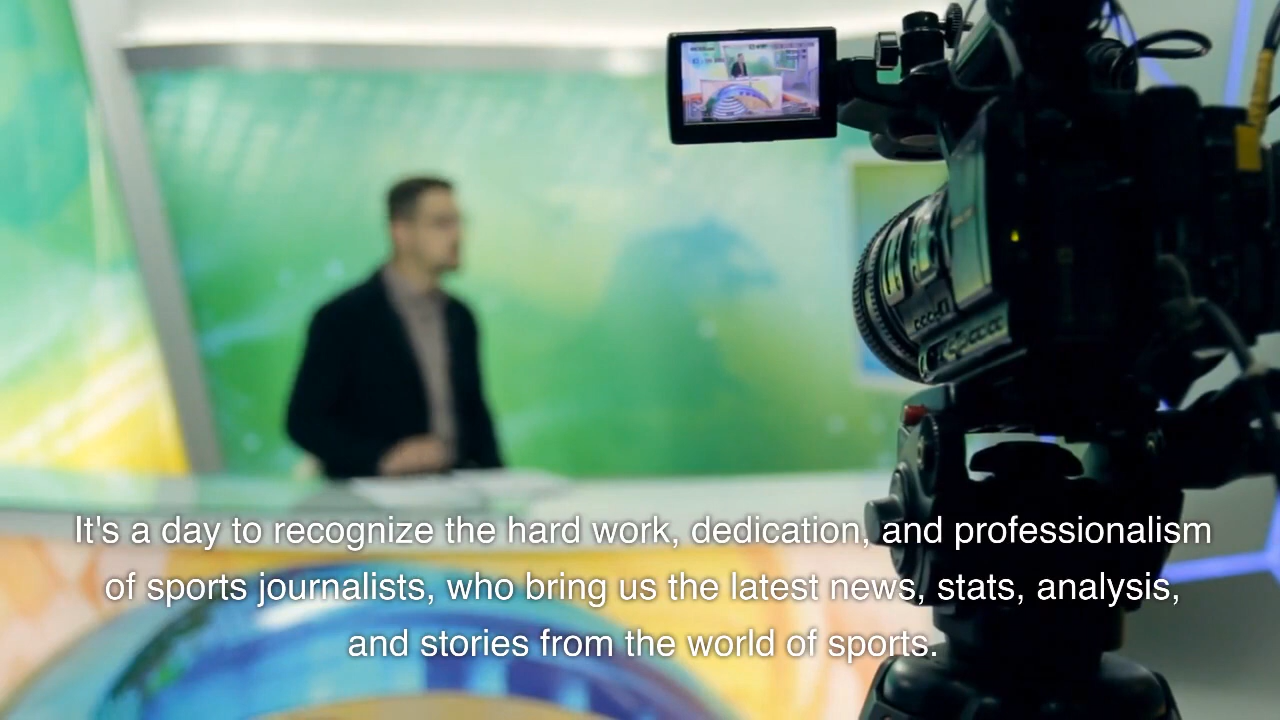 It's a day to recognize the hard work, dedication, and professionalism
of sports journalists, who bring us the latest news, stats, analysis,
and stories from the world of sports.